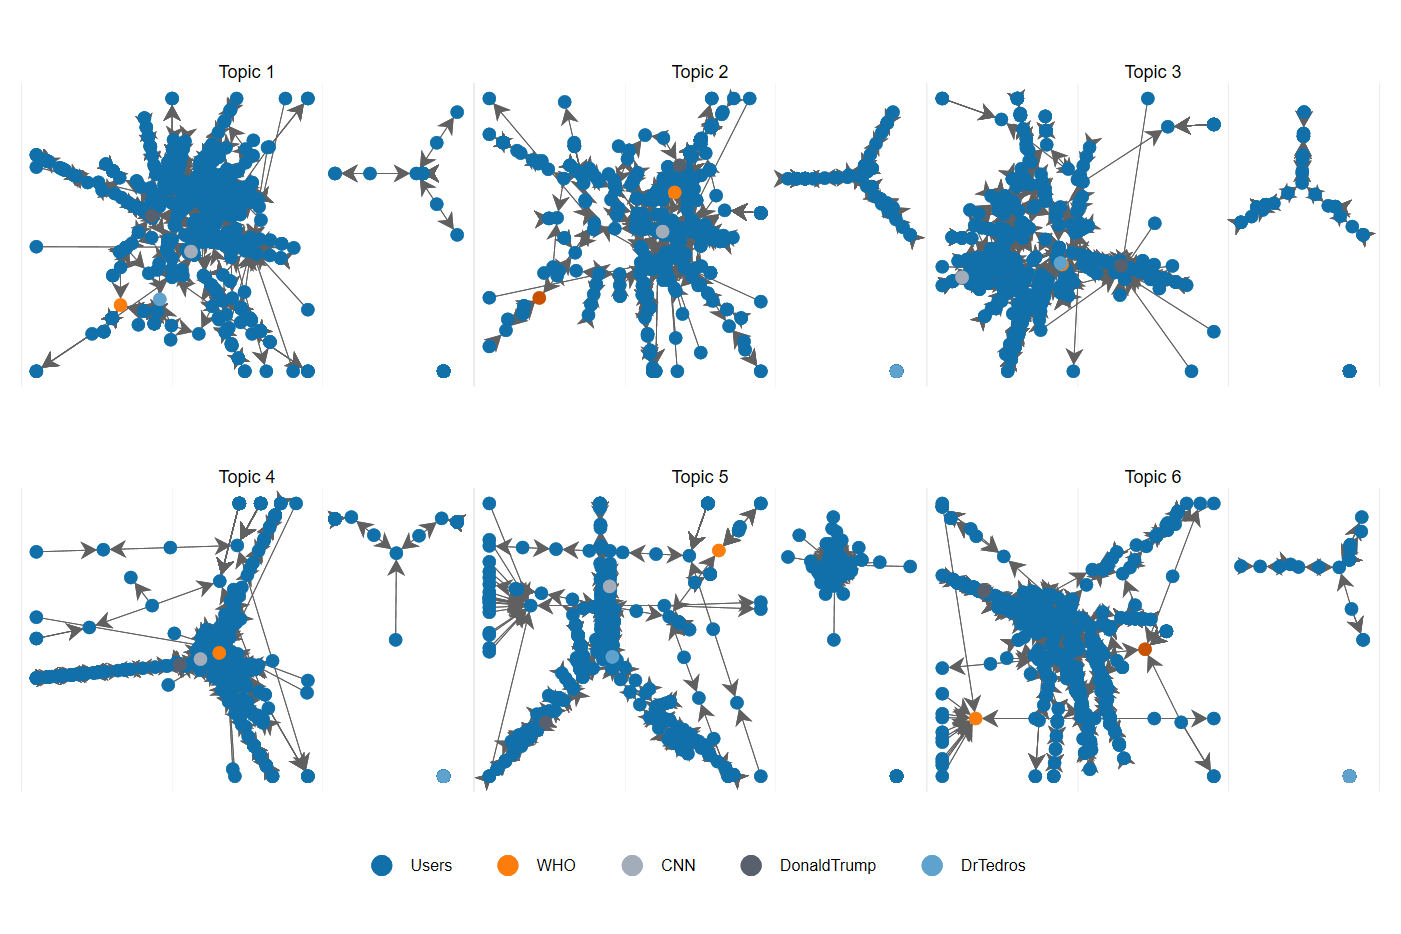 Topic 1
Topic 2
Topic 3
Topic 4
Topic 5
Topic 6
Users
WHO
CNN
DonaldTrump
DrTedros